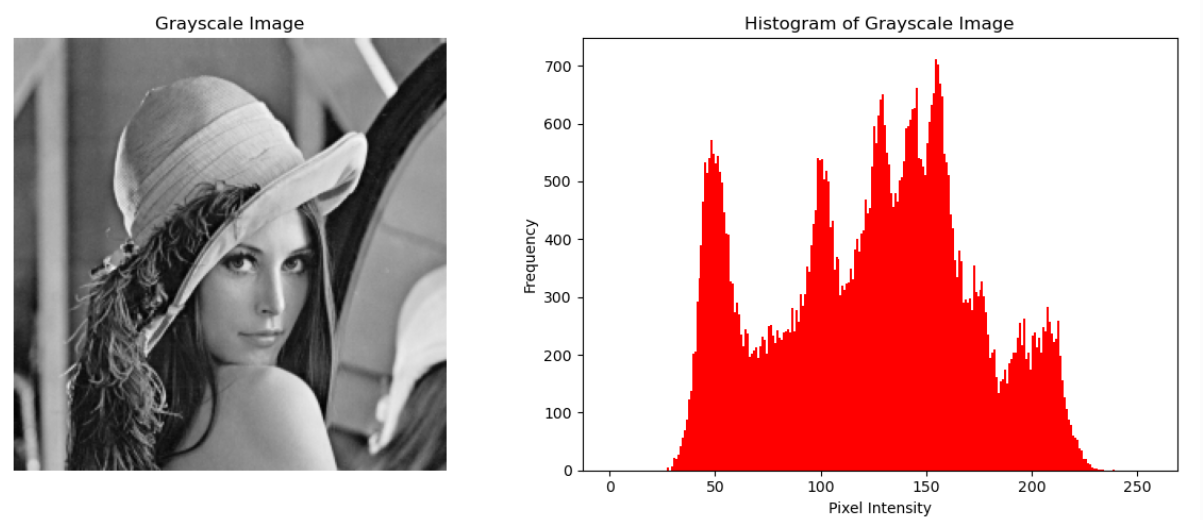 Grayscale Image
Histogram of Grayscale Image
Frequency
700
600
500
400
300
200
100
0
0 50 100 150 200 250
Pixel Intensity